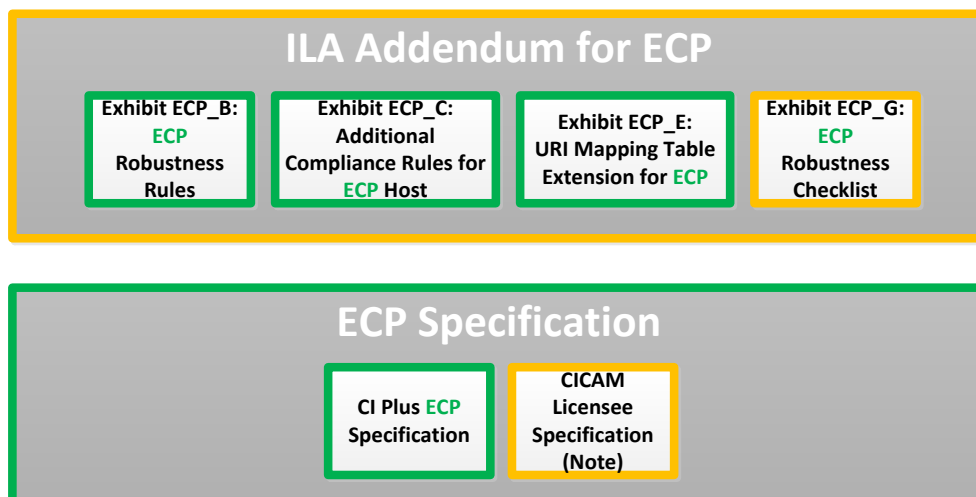 ILA Addendum for ECP
Exhibit ECP_B:
ECP
Robustness
Rules
Exhibit ECP_C:
Additional
Compliance Rules for
ECP Host
Exhibit ECP_E:
URI Mapping Table
Extension for ECP
Exhibit ECP_G:
ECP
Robustness
Checklist
ECP Specification
CI Plus ECP
Specification
CICAM
Licensee
Specification
(Note)